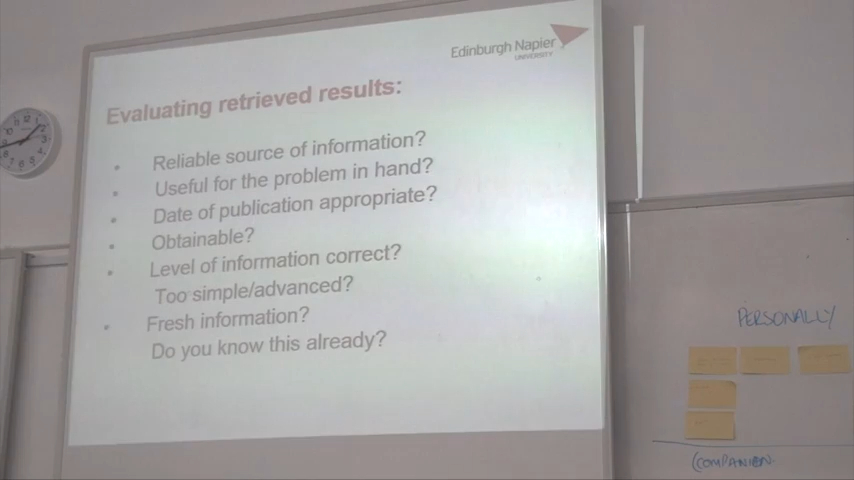 Edinburgh Napier
UNIVERSITY
Evaluating retrieved results:
• Reliable source of information?
• Useful for the problem in hand?
• Date of publication appropriate?
• Obtainable?
• Level of information correct?
Too simple/advanced?
• Fresh information?
Do you know this already?
PERSONALLY